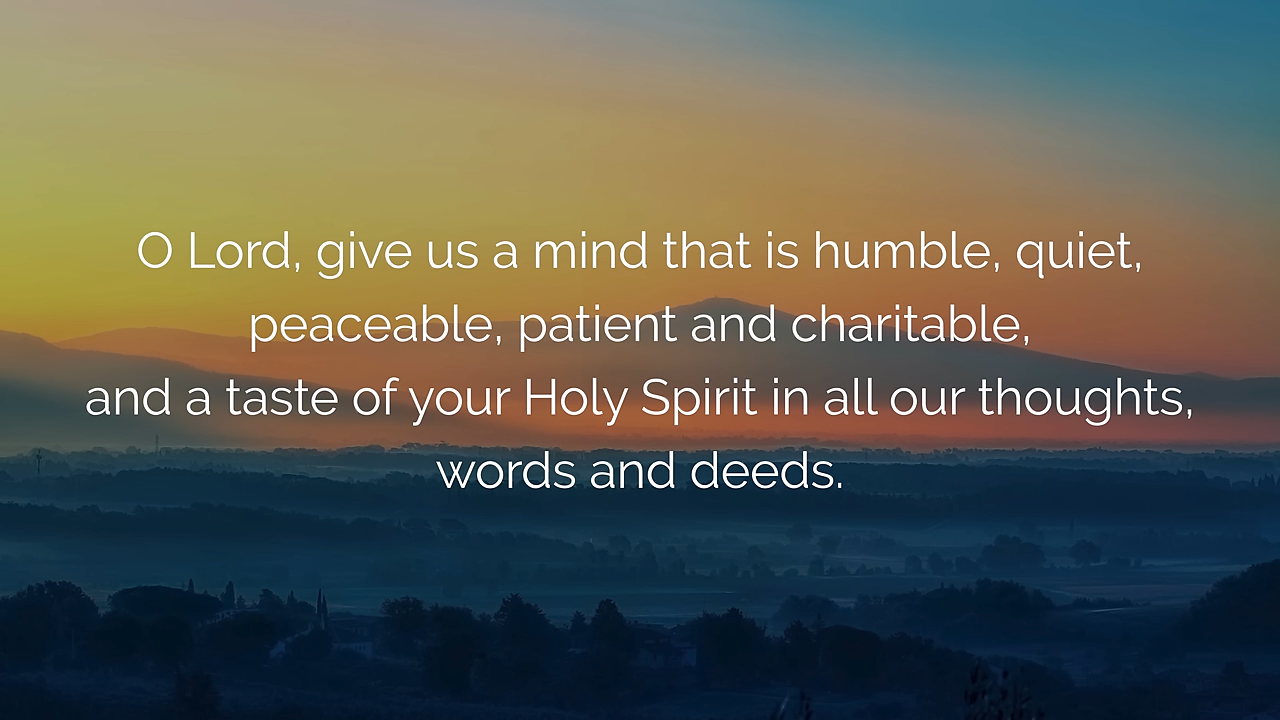 O Lord, give us a mind that is humble, quiet,
peaceable, patient and charitable,
and a taste of your Holy Spirit in all our thoughts,
words and deeds.